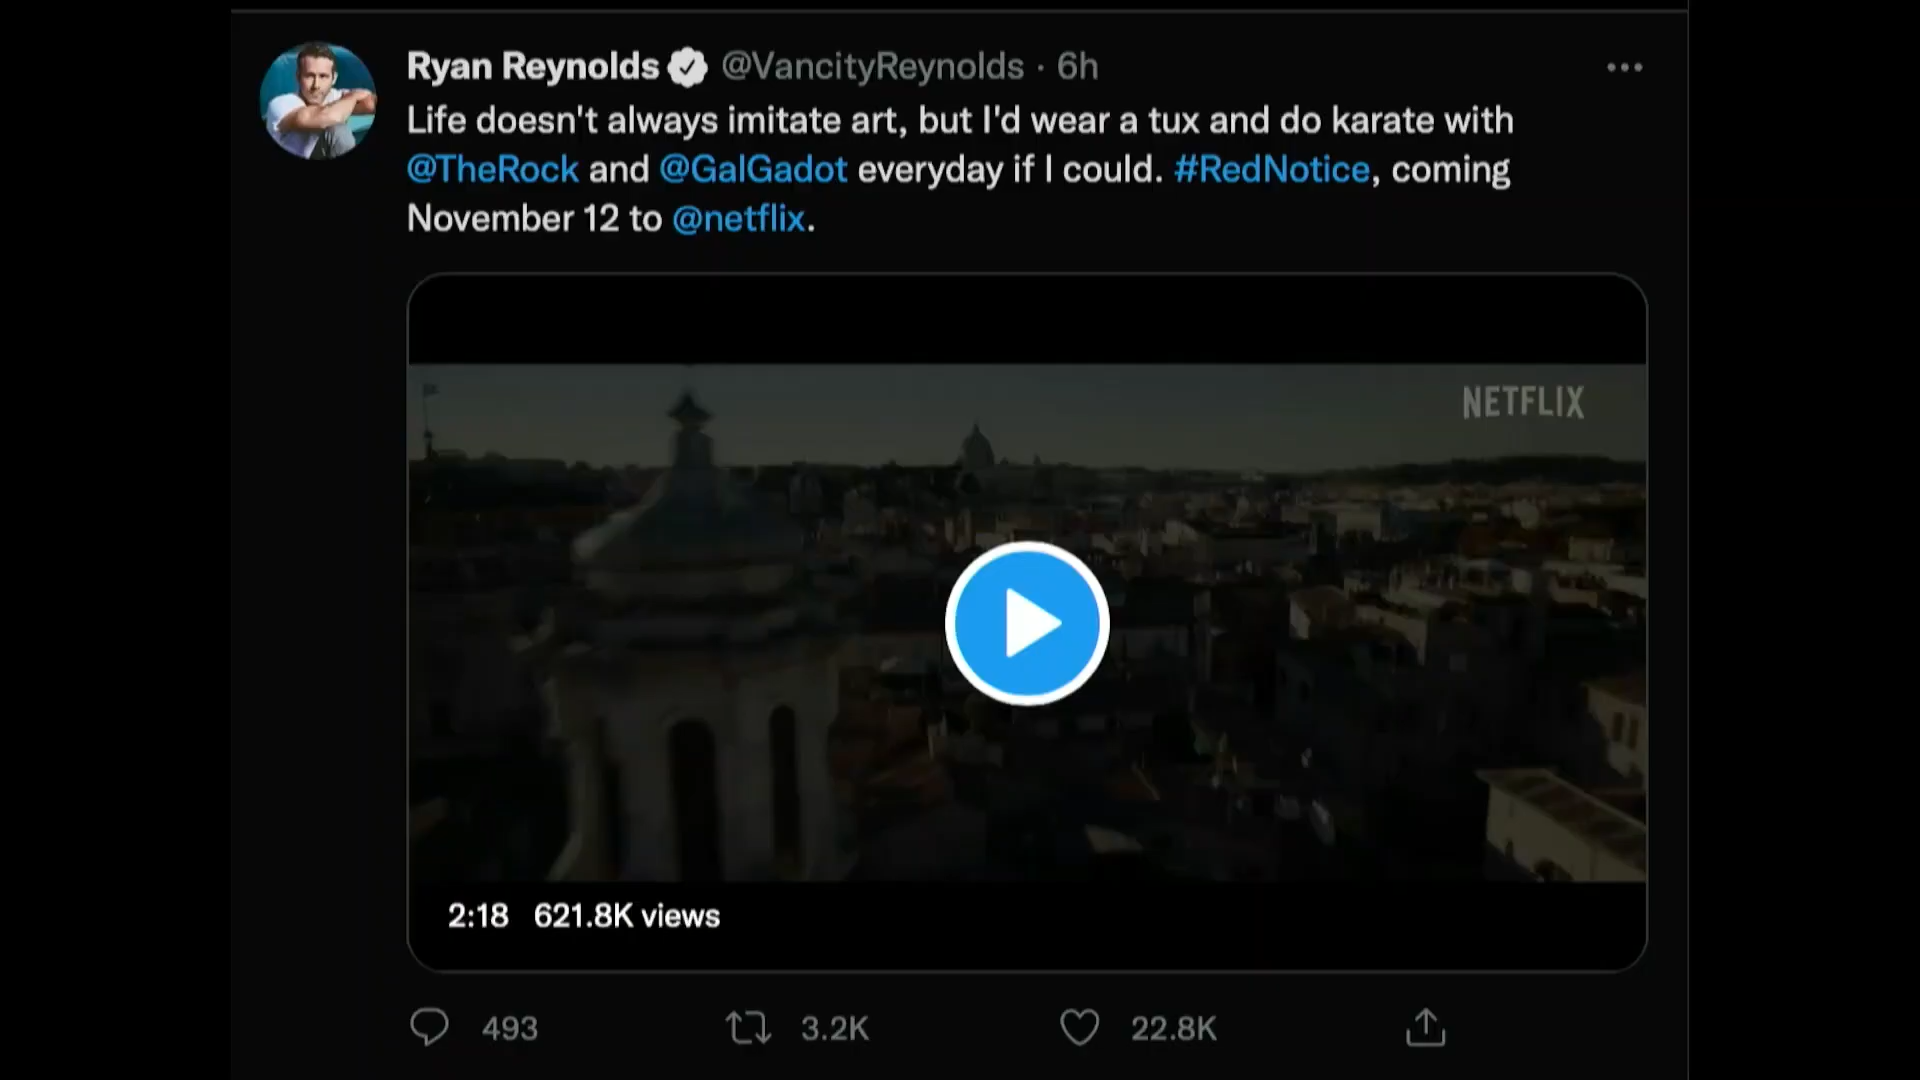 Ryan Reynolds @VancityReynolds · 6h
Life doesn't always imitate art, but I'd wear a tux and do karate with
@TheRock and @GalGadot everyday if I could. #RedNotice, coming
November 12 to @netflix.
NETFLIX
2:18 621.8K views
493 3.2K 22.8K